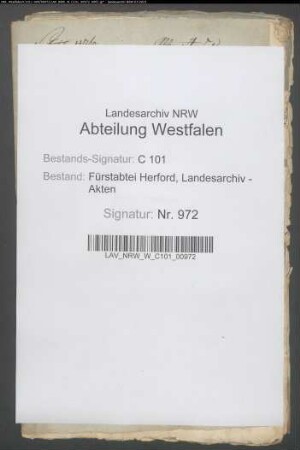 Landesarchiv NRW
Abteilung Westfalen
Bestands-Signatur: C 101
Bestand: Fürstabtei Herford, Landesarchiv -
Akten
Signatur: Nr. 972
LAV_NRW_W_C101_00972